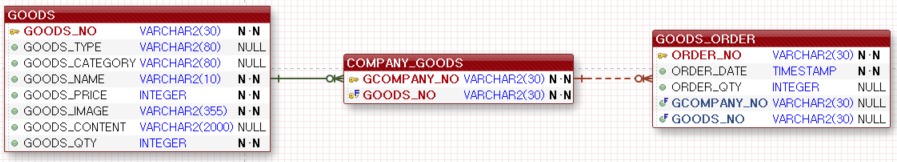 GOODS
GOODS_NO VARCHAR2(30) N-N
GOODS_TYPE VARCHAR2(80) NULL
GOODS_CATEGORY VARCHAR2(80) NULL
GOODS_NAME VARCHAR2(10) N-N
GOODS_PRICE INTEGER N-N
GOODS_IMAGE VARCHAR2(355) N-N
GOODS_CONTENT VARCHAR2(2000) NULL
GOODS_QTY INTEGER N-N
COMPANY_GOODS
GCOMPANY_NO VARCHAR2(30) N-N
GOODS_NO VARCHAR2(30) N-N
GOODS_ORDER
ORDER_NO VARCHAR2(30) N-N
ORDER_DATE TIMESTAMP N-N
ORDER_QTY INTEGER NULL
GCOMPANY_NO VARCHAR2(30) NULL
GOODS_NO VARCHAR2(30) NULL